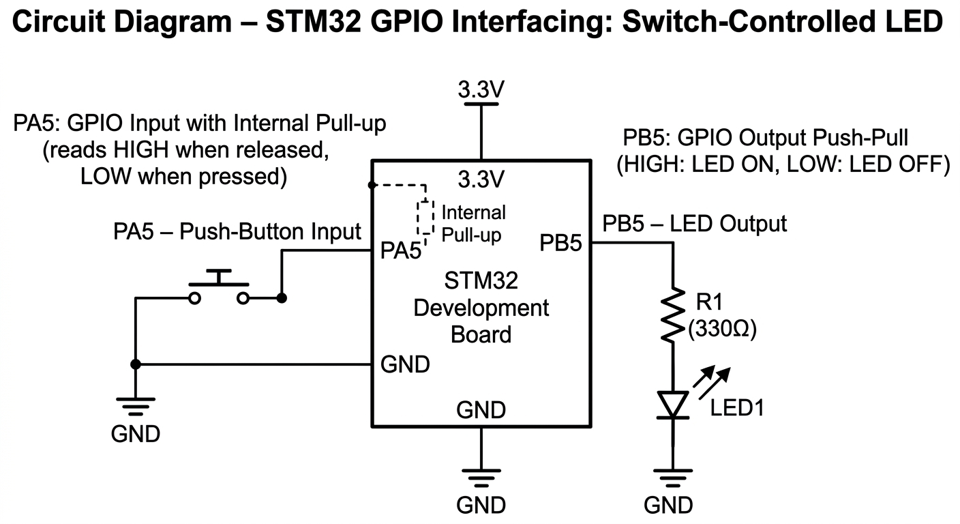 Circuit Diagram – STM32 GPIO Interfacing: Switch-Controlled LED
3.3V
PA5: GPIO Input with Internal Pull-up
(reads HIGH when released,
LOW when pressed)
PB5: GPIO Output Push-Pull
(HIGH: LED ON, LOW: LED OFF)
3.3V
Internal
Pull-up
PA5 – Push-Button Input
PA5
PB5
PB5 – LED Output
STM32
Development
Board
R1
(330Ω)
GND
GND
LED1
GND
GND
GND